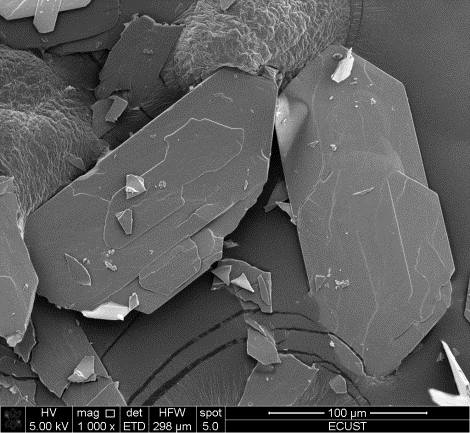 HV mag □ det HFW spot 100 μm
5.00 kV 1 000 x ETD 298 μm 5.0 ECUST